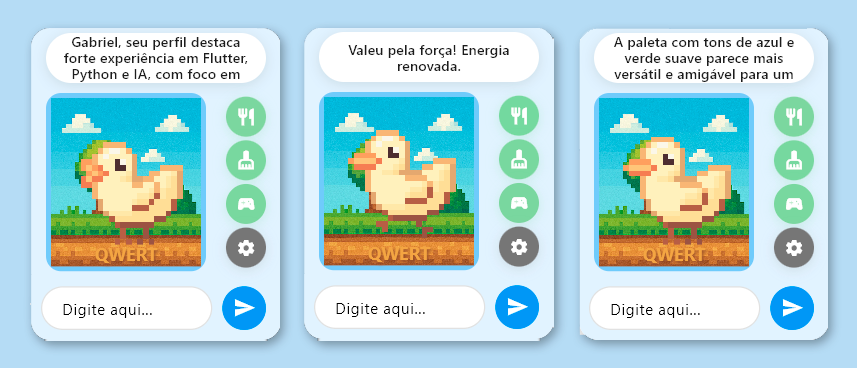 Gabriel, seu perfil destaca
forte experiência em Flutter,
Python e IA, com foco em
QWERT
Digite aqui...
Valeu pela força! Energia
renovada.
QWERT
Digite aqui...
A paleta com tons de azul e
verde suave parece mais
versátil e amigável para um
QWERT
Digite aqui...